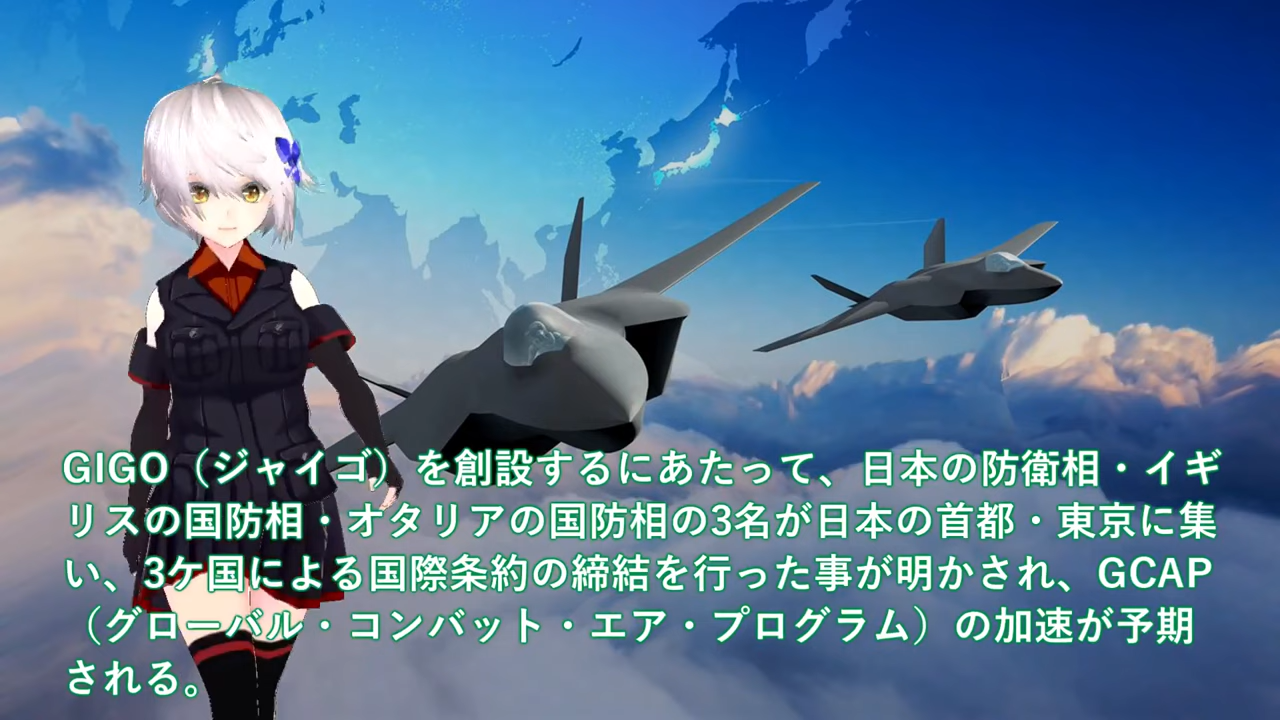 GIGO（ジャイゴ）を創設するにあたって、日本の防衛相・イギ
リスの国防相・オタリアの国防相の3名が日本の首都・東京に集
い、3ケ国による国際条約の締結を行った事が明かされ、GCAP
（グローバル・コンバット・エア・プログラム）の加速が予期
される。